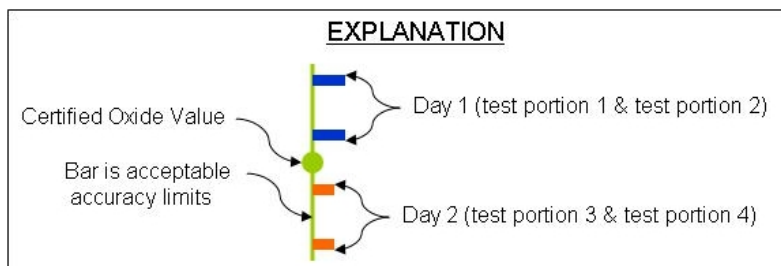 EXPLANATION
Day 1 (test portion 1 & test portion 2)
Certified Oxide Value
Bar is acceptable
accuracy limits
Day 2 (test portion 3 & test portion 4)